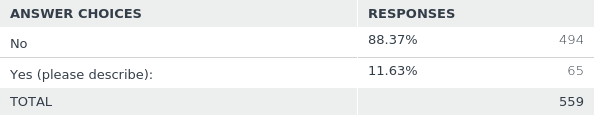 ANSWER CHOICES RESPONSES
No 88.37% 494
Yes (please describe): 11.63% 65
TOTAL 559